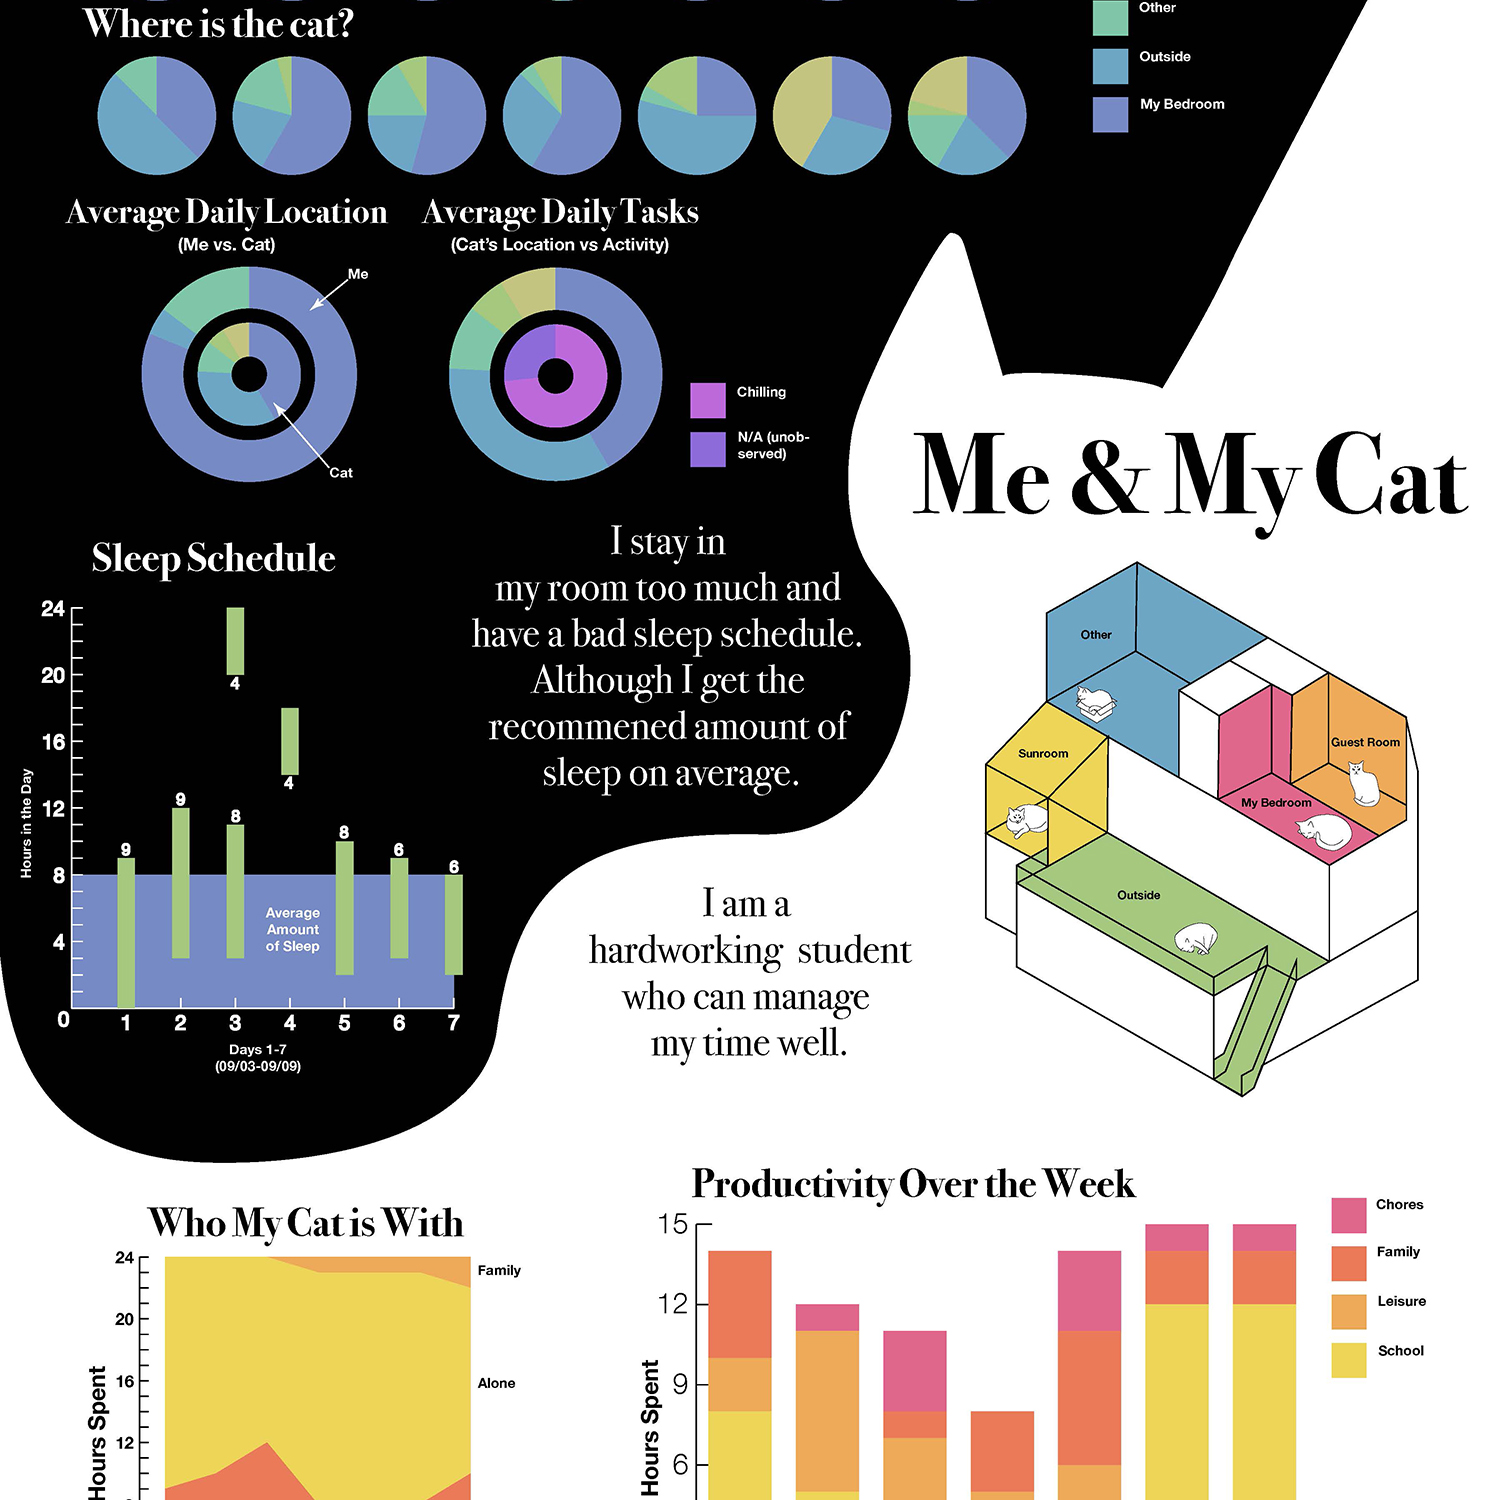 Where is the cat?
Other
Outside
My Bedroom
Average Daily Location
(Me vs. Cat)
Me
Cat
Average Daily Tasks
(Cat's Location vs Activity)
Chilling
N/A (unob-
served)
Me & My Cat
Sleep Schedule
Hours in the Day
24
20
16
12
8
4
0
9
9
4
8
4
8
6
6
Average
Amount
of Sleep
1 2 3 4 5 6 7
Days 1-7
(09/03-09/09)
I stay in
my room too much and
have a bad sleep schedule.
Although I get the
recommened amount of
sleep on average.
I am a
hardworking student
who can manage
my time well.
Other
Sunroom
Guest Room
My Bedroom
Outside
Who My Cat is With
Hours Spent
24
20
16
12
Family
Alone
Productivity Over the Week
Hours Spent
15
12
9
6
Chores
Family
Leisure
School